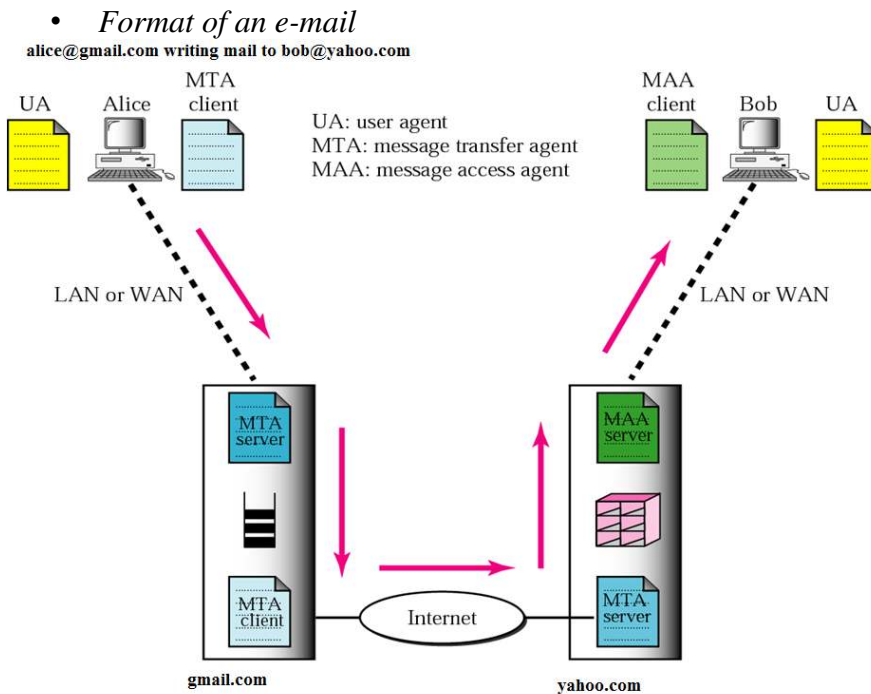 • Format of an e-mail
alice@gmail.com writing mail to bob@yahoo.com
UA
Alice
MTA
client
UA: user agent
MTA: message transfer agent
MAA: message access agent
MAA
client
Bob
UA
LAN or WAN
LAN or WAN
MTA
server
MAA
server
MTA
client
Internet
MTA
server
gmail.com
yahoo.com